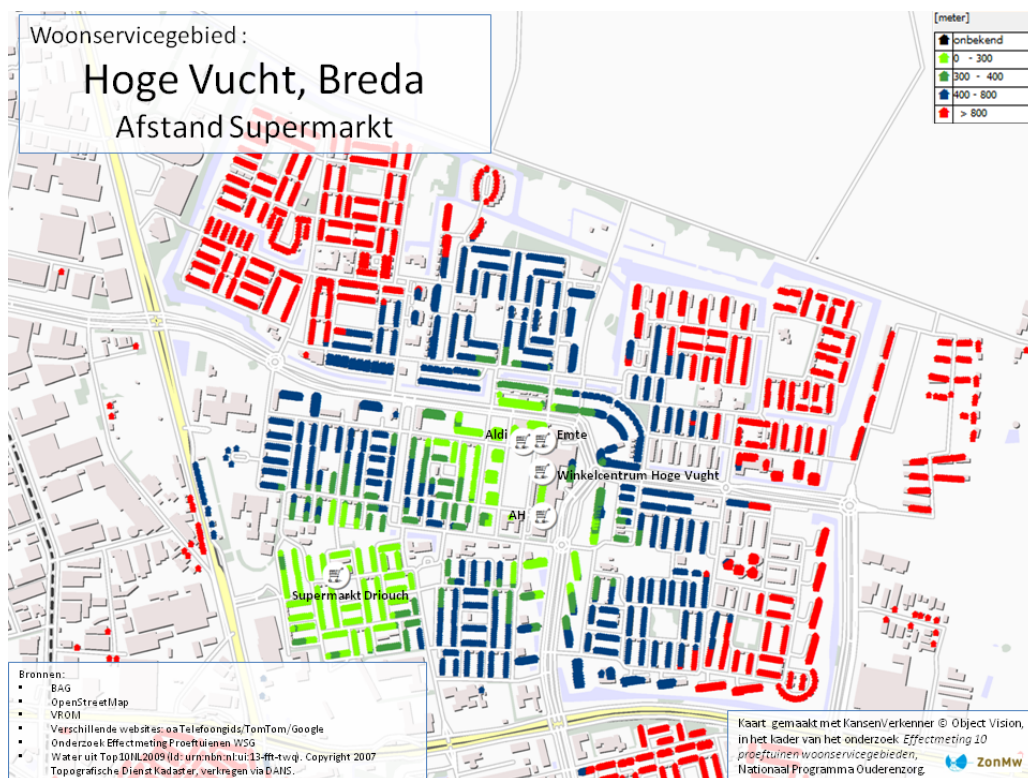 Woonservicegebied :
Hoge Vucht, Breda
Afstand Supermarkt
[meter]
onbekend
0 - 300
300 - 400
400 - 800
> 800
Aldi
Emte
Winkelcentrum Hoge Vught
AH
Supermarkt Driouch
Bronnen:
▪ BAG
▪ OpenStreetMap
▪ VROM
▪ Verschillende websites: oa Telefoongids/TomTom/Google
▪ Onderzoek Effectmeting Proeftuienen WSG
▪ Water uit Top10NL2009 (Id: urn:nbn:nl:ui:13-fft-twq). Copyright 2007
Topografische Dienst Kadaster, verkregen via DANS.
Kaart gemaakt met KansenVerkenner © Object Vision,
in het kader van het onderzoek Effectmeting 10
proeftuinen woonservicegebieden,
Nationaal Programma Ouderenzorg.
ZonMw